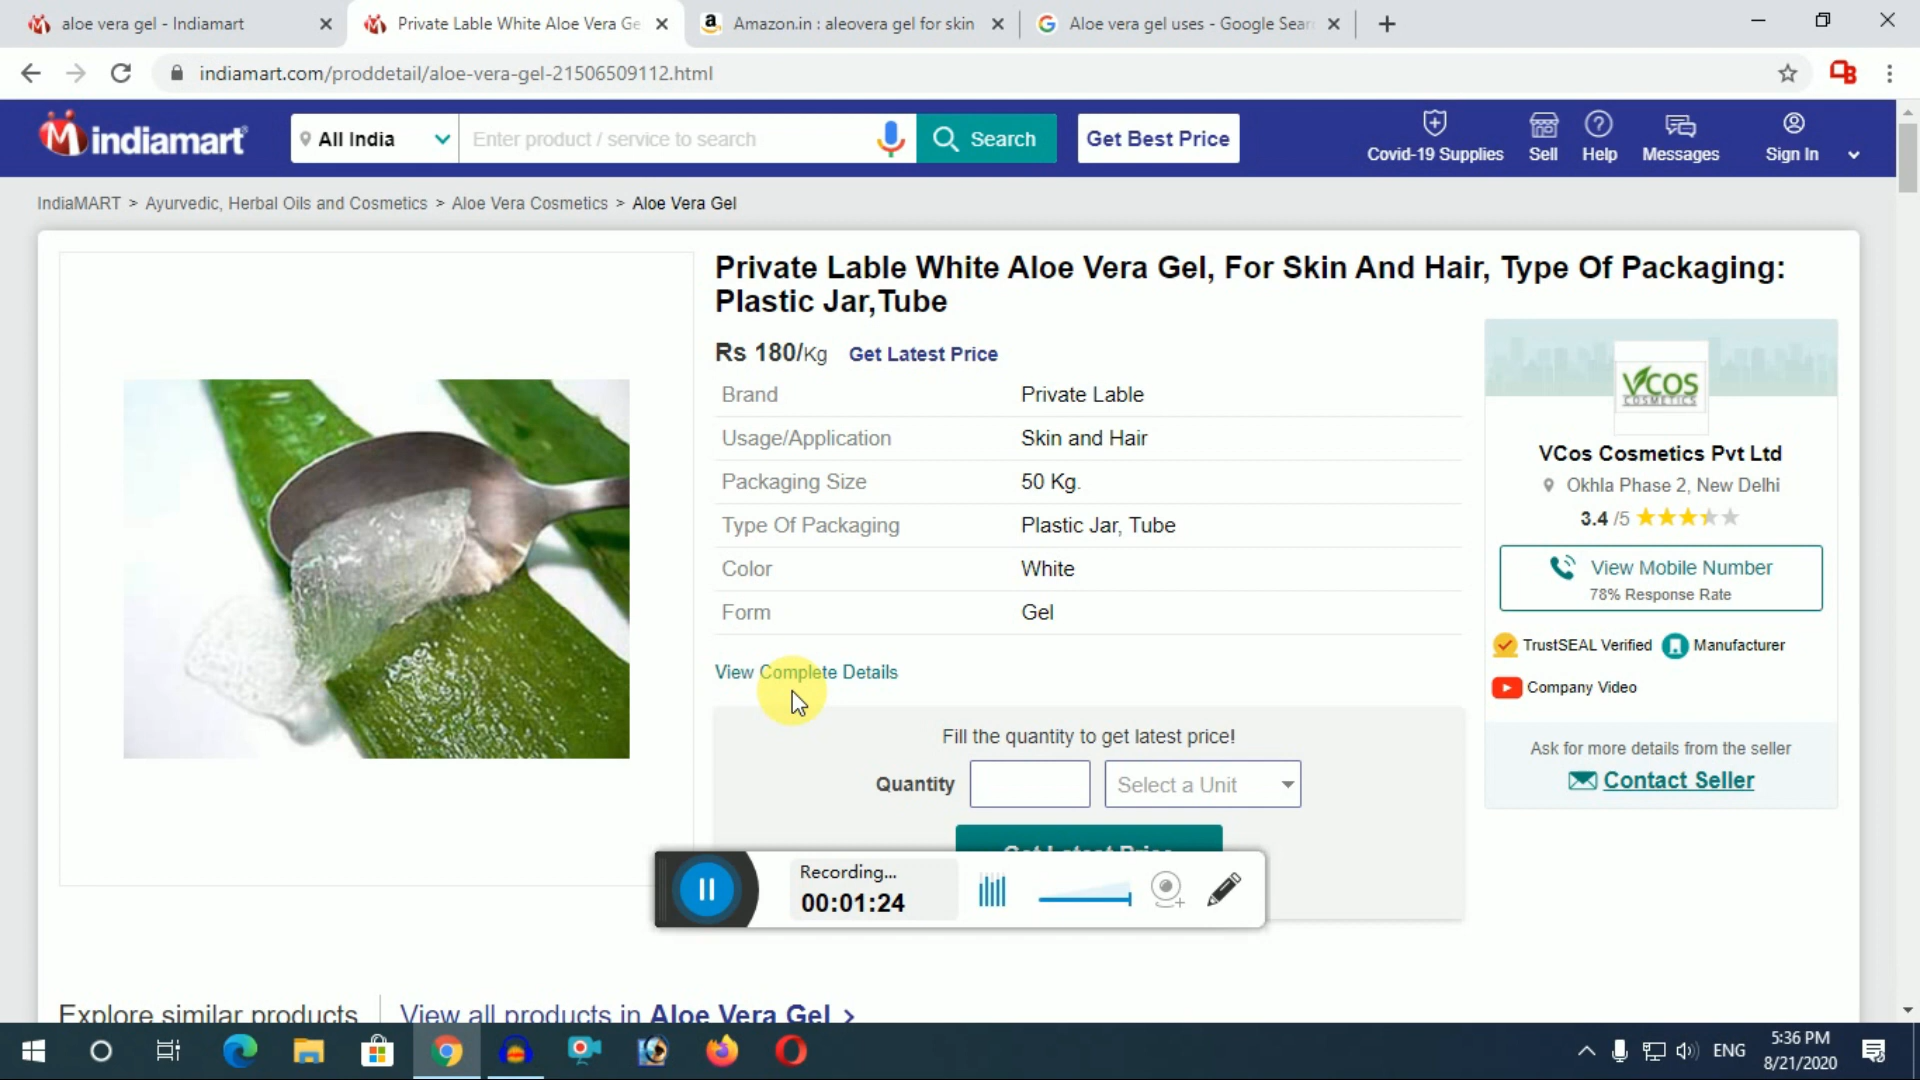 aloe vera gel - Indiamart
Private Lable White Aloe Vera Ge
Amazon.in : aleovera gel for skin
Aloe vera gel uses - Google Sear
indiamart.com/proddetail/aloe-vera-gel-21506509112.html
indiamart
All India
Enter product / service to search
Search
Get Best Price
Covid-19 Supplies
Sell
Help
Messages
Sign In
IndiaMART > Ayurvedic, Herbal Oils and Cosmetics > Aloe Vera Cosmetics > Aloe Vera Gel
Private Lable White Aloe Vera Gel, For Skin And Hair, Type Of Packaging:
Plastic Jar,Tube
Rs 180/Kg Get Latest Price
Brand Private Lable
Usage/Application Skin and Hair
Packaging Size 50 Kg.
Type Of Packaging Plastic Jar, Tube
Color White
Form Gel
View Complete Details
Fill the quantity to get latest price!
Quantity
Select a Unit
Get Latest Price
VCOS
COSMETICS
VCos Cosmetics Pvt Ltd
Okhla Phase 2, New Delhi
3.4 /5
View Mobile Number
78% Response Rate
TrustSEAL Verified
Manufacturer
Company Video
Ask for more details from the seller
Contact Seller
Recording...
00:01:24
Explore similar products
View all products in Aloe Vera Gel >
ENG
5:36 PM
8/21/2020